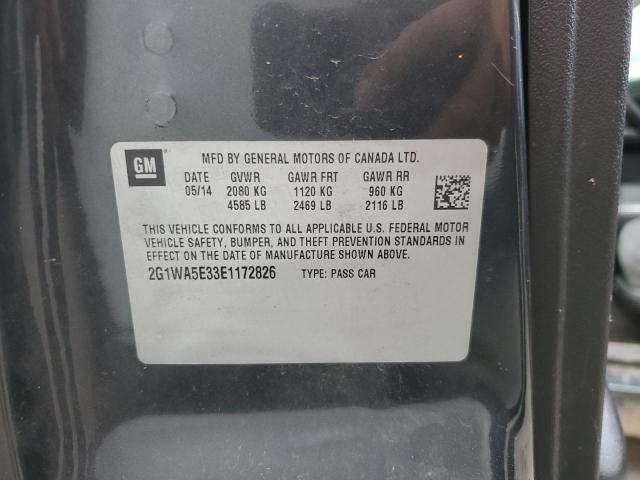 GM
MFD BY GENERAL MOTORS OF CANADA LTD.
DATE GVWR GAWR FRT GAWR RR
05/14 2080 KG 1120 KG 960 KG
4585 LB 2469 LB 2116 LB
THIS VEHICLE CONFORMS TO ALL APPLICABLE U.S. FEDERAL MOTOR
VEHICLE SAFETY, BUMPER, AND THEFT PREVENTION STANDARDS IN
EFFECT ON THE DATE OF MANUFACTURE SHOWN ABOVE.
2G1WA5E33E1172826 TYPE: PASS CAR